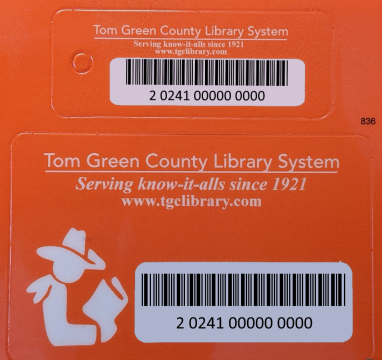 Tom Green County Library System
Serving know-it-alls since 1921
www.tgclibrary.com
2 0241 00000 0000
836
Tom Green County Library System
Serving know-it-alls since 1921
www.tgclibrary.com
2 0241 00000 0000